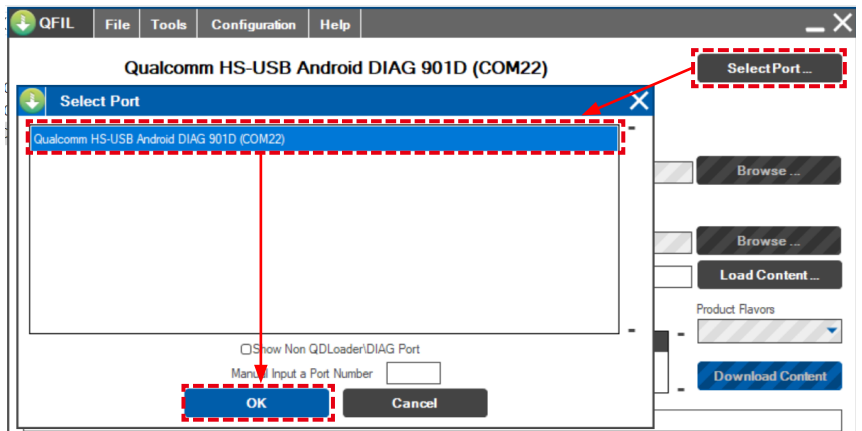 QFIL File Tools Configuration Help
Qualcomm HS-USB Android DIAG 901D (COM22)
Select Port ...
Select Port
Qualcomm HS-USB Android DIAG 901D (COM22)
Browse ...
Browse ...
Load Content ...
Product Flavors
Show Non QDLoader\DIAG Port
Manual Input a Port Number
Download Content
OK Cancel